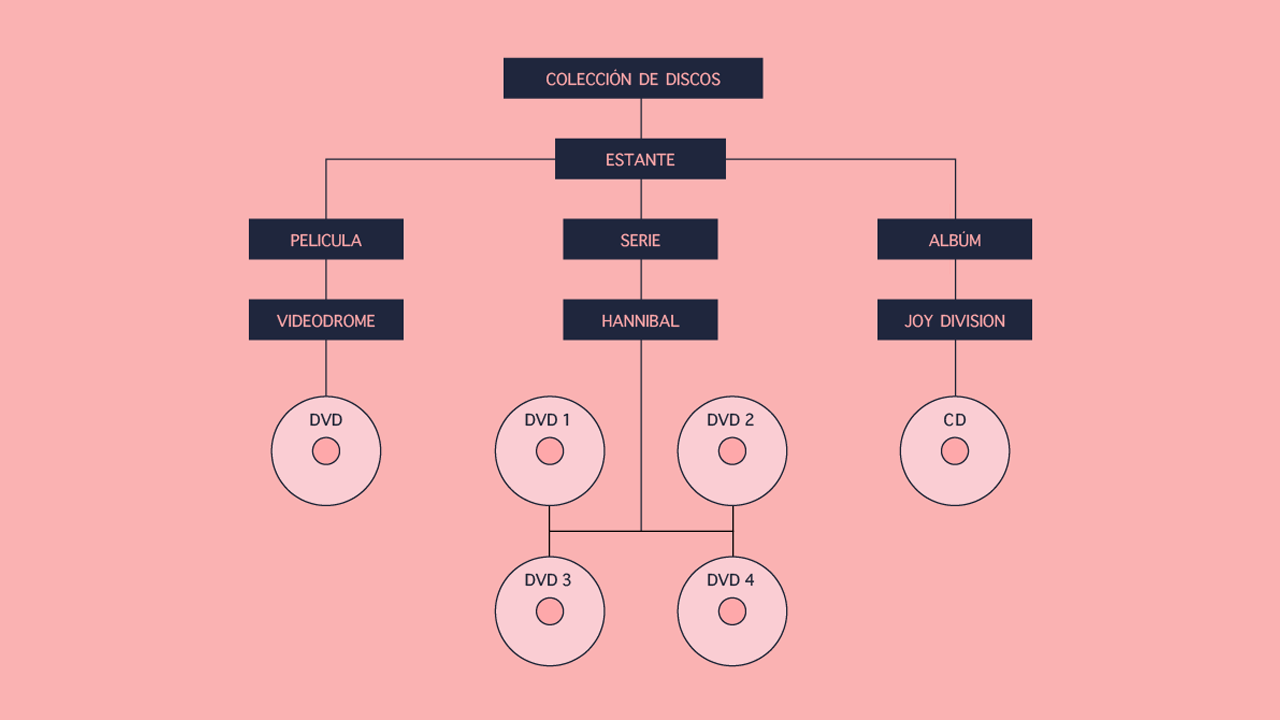 COLECCIÓN DE DISCOS
ESTANTE
PELICULA
SERIE
ALBÚM
VIDEODROME
HANNIBAL
JOY DIVISION
DVD
DVD 1
DVD 2
CD
DVD 3
DVD 4